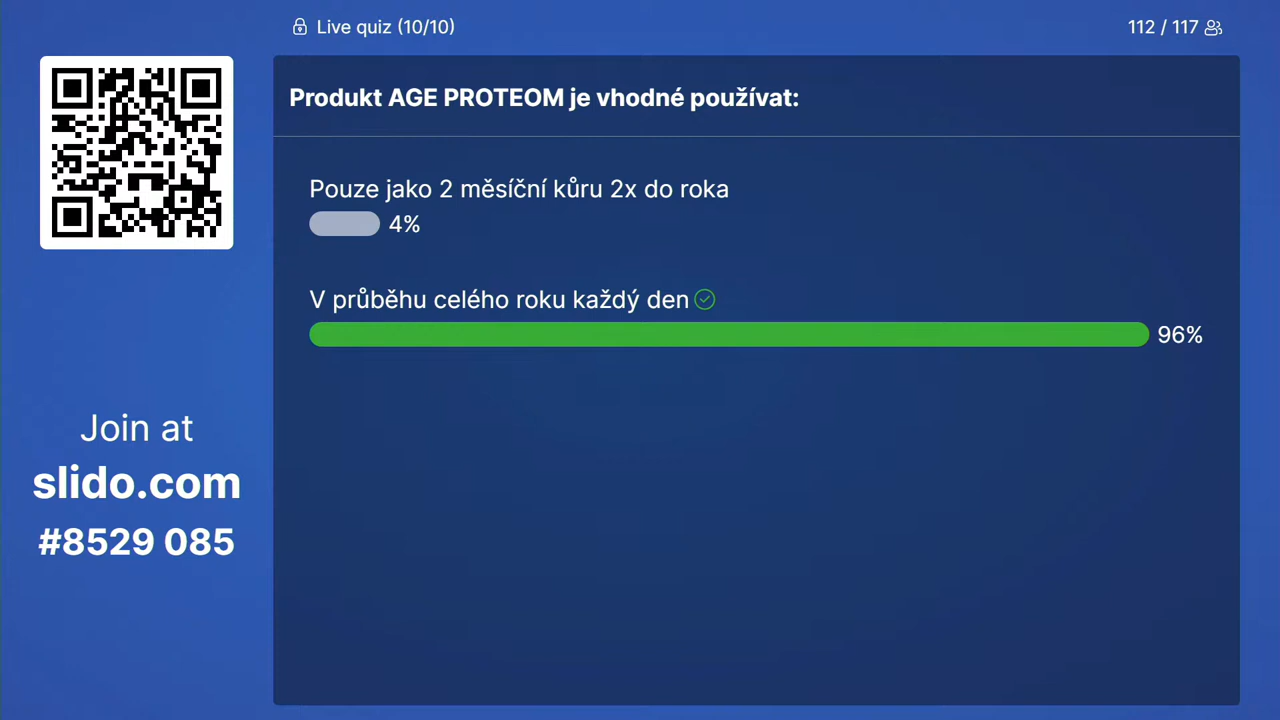 Live quiz (10/10)
112 / 117
Produkt AGE PROTEOM je vhodné používat:
Pouze jako 2 měsíční kůru 2x do roka
4%
V průběhu celého roku každý den
96%
Join at
slido.com
#8529 085